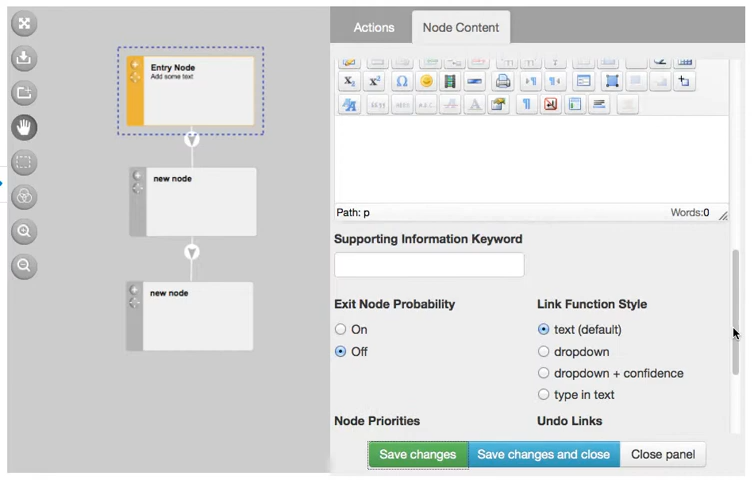 Actions
Node Content
Entry Node
Add some text
new node
new node
Path: p
Words:0
Supporting Information Keyword
Exit Node Probability
On
Off
Link Function Style
text (default)
dropdown
dropdown + confidence
type in text
Node Priorities
Undo Links
Save changes
Save changes and close
Close panel